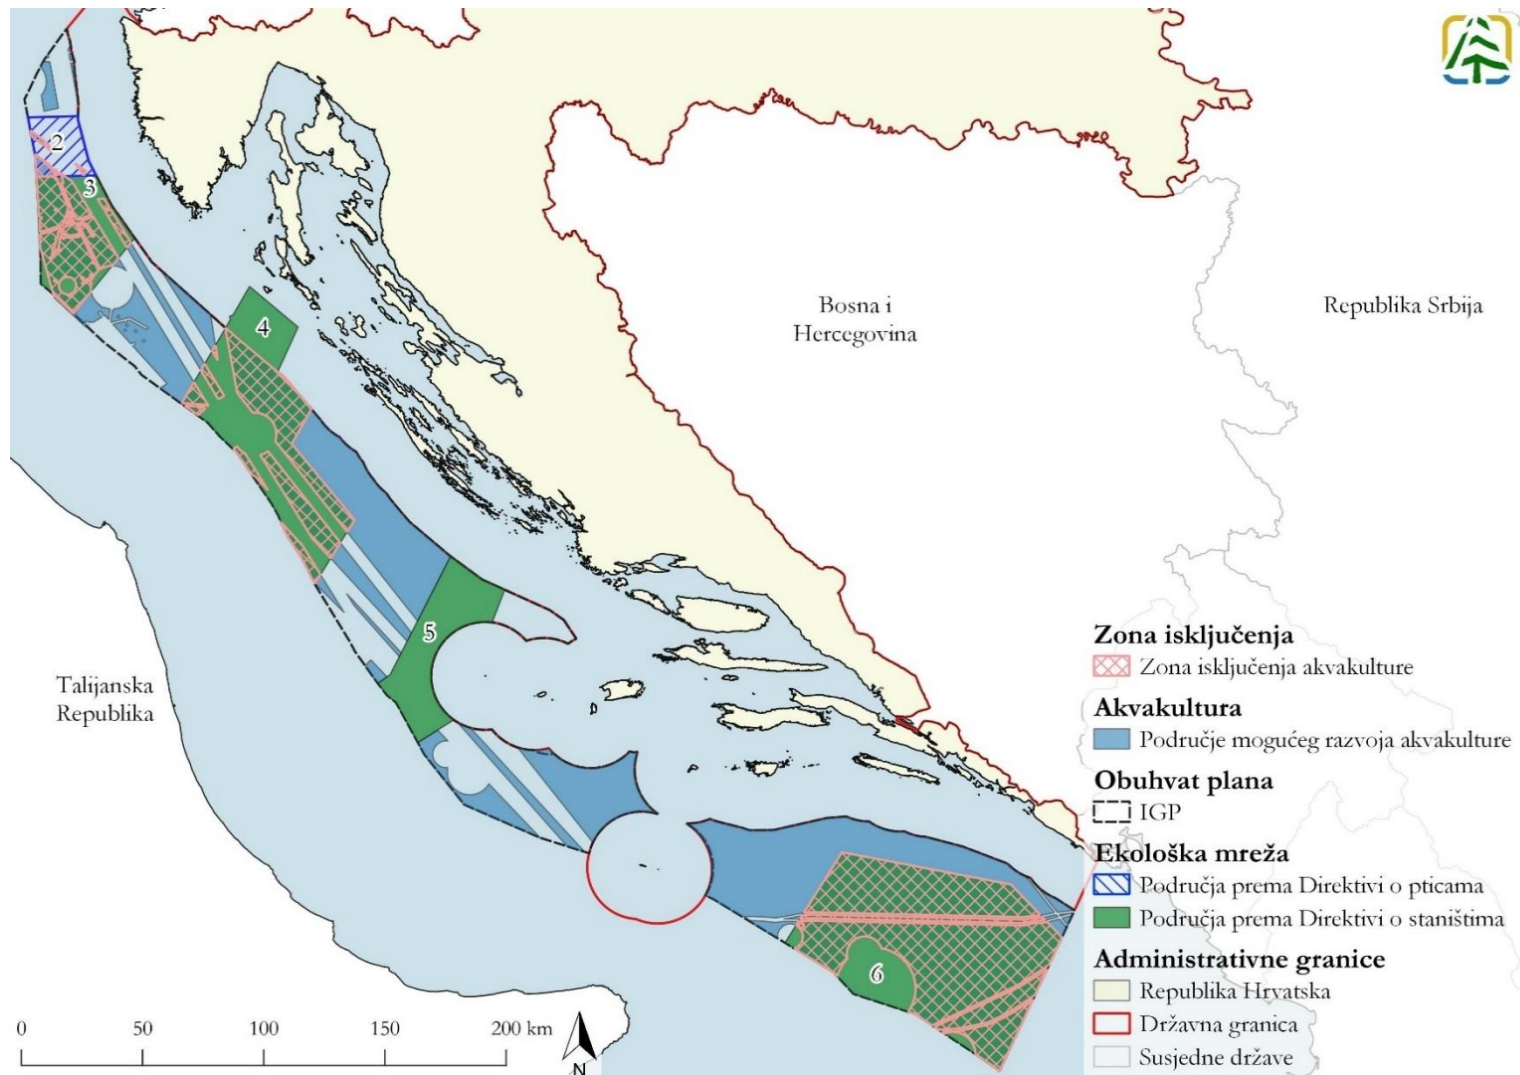 2
3
4
5
6
Bosna i
Hercegovina
Republika Srbija
Talijanska
Republika
0 50 100 150 200 km
N
Zona isključenja
Zona isključenja akvakulture
Akvakultura
Područje mogućeg razvoja akvakulture
Obuhvat plana
IGP
Ekološka mreža
Područja prema Direktivi o pticama
Područja prema Direktivi o staništima
Administrativne granice
Republika Hrvatska
Državna granica
Susjedne države